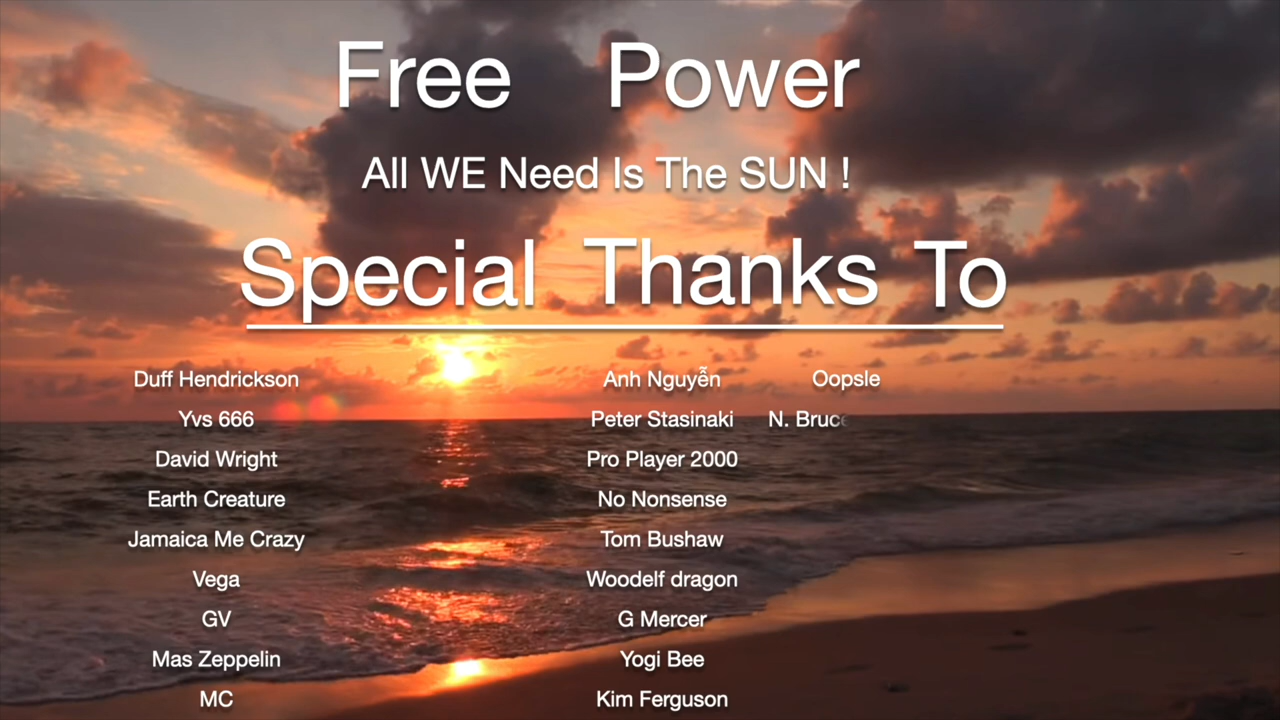 Free Power
All WE Need Is The SUN !
Special Thanks To
Duff Hendrickson
Yvs 666
David Wright
Earth Creature
Jamaica Me Crazy
Vega
GV
Mas Zeppelin
MC
Anh Nguyễn
Peter Stasinaki
Pro Player 2000
No Nonsense
Tom Bushaw
Woodelf dragon
G Mercer
Yogi Bee
Kim Ferguson
Oopsle
N. Bruce